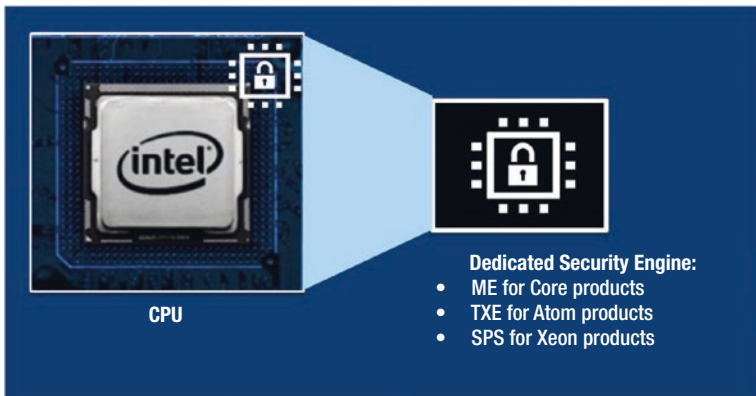 intel
CPU
Dedicated Security Engine:
• ME for Core products
• TXE for Atom products
• SPS for Xeon products